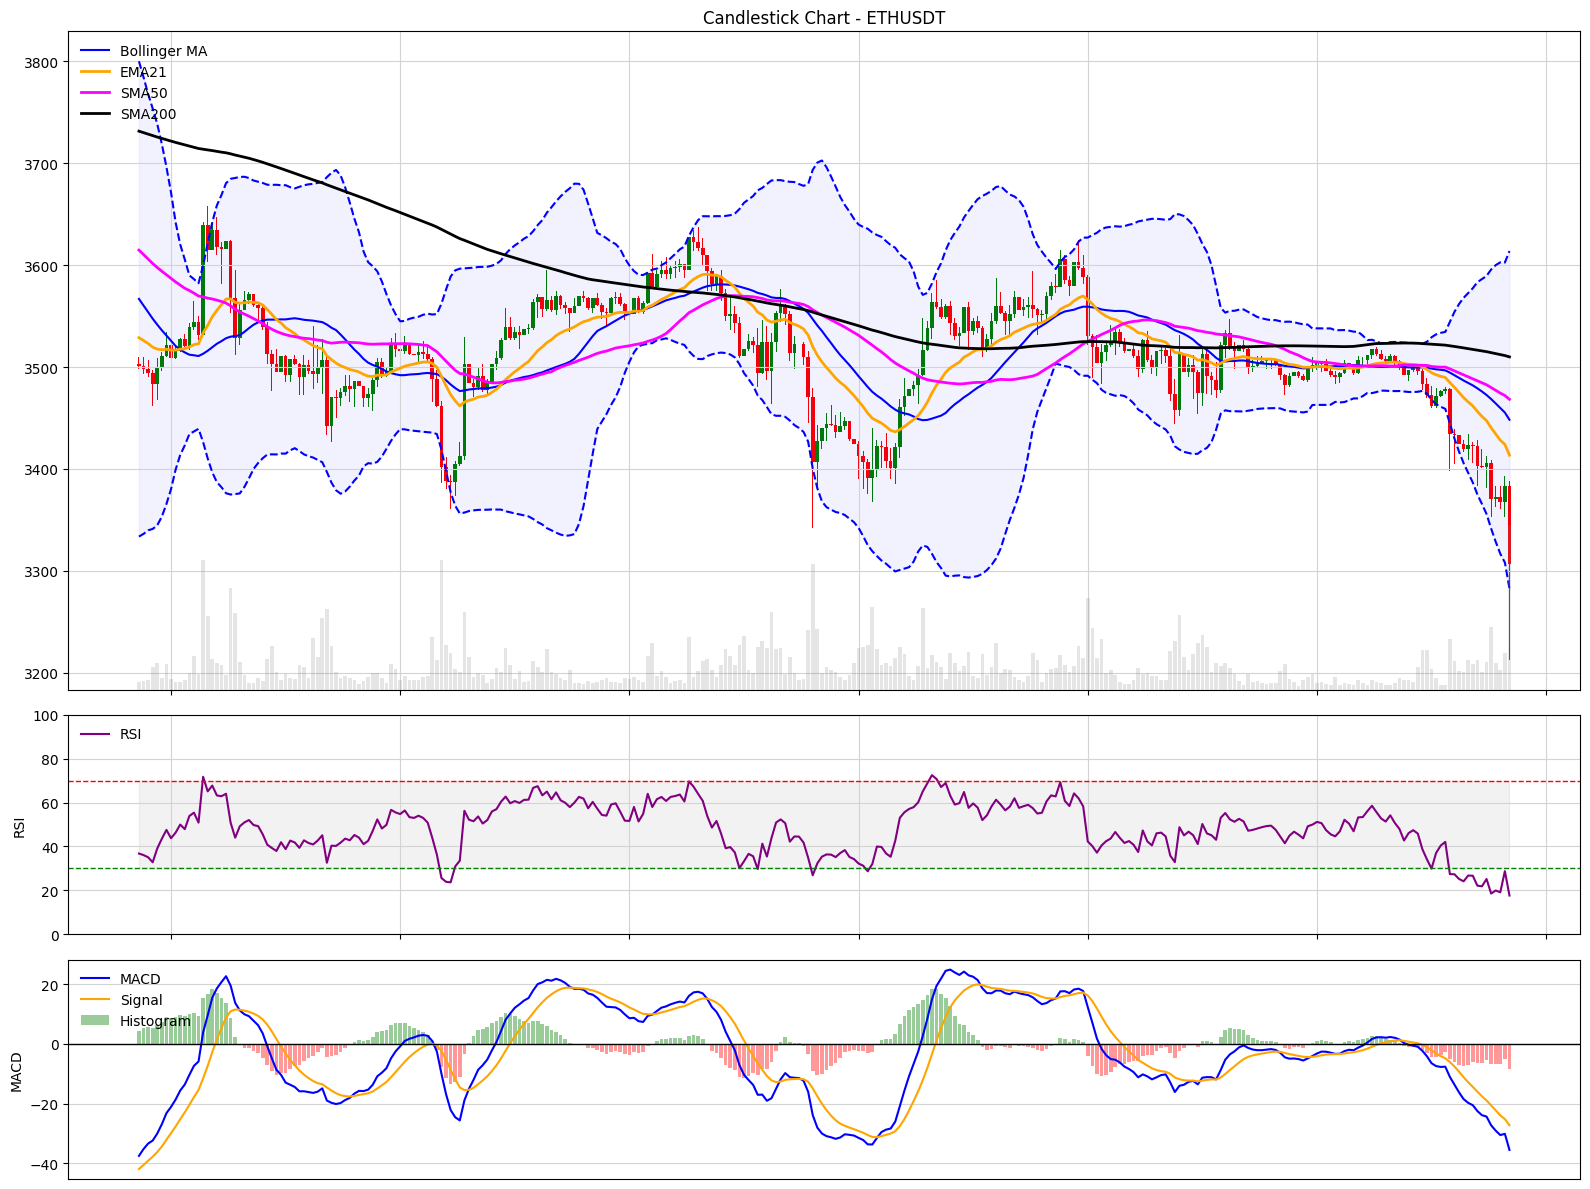 Candlestick Chart - ETHUSDT
Bollinger MA
EMA21
SMA50
SMA200
3800
3700
3600
3500
3400
3300
3200
RSI
100
80
60
40
20
0
RSI
MACD
Signal
Histogram
20
0
−20
−40
MACD